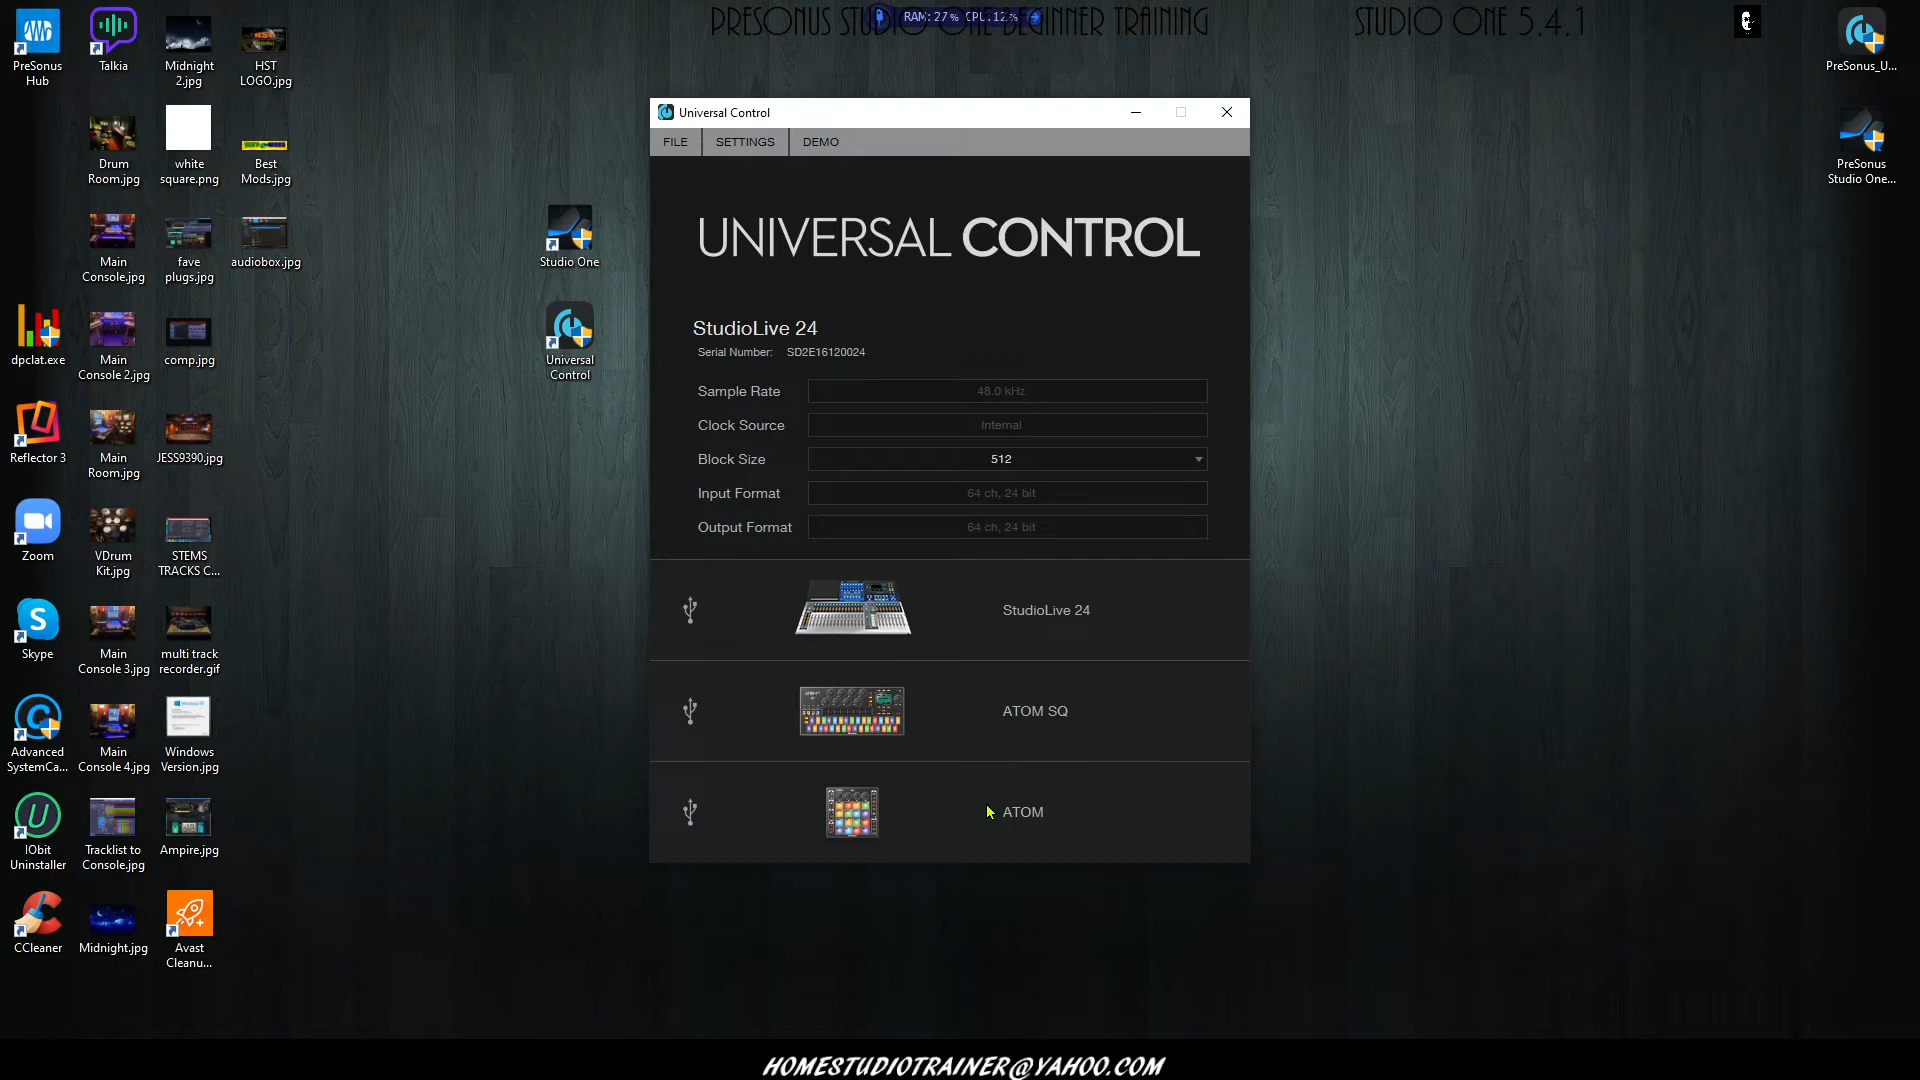 PRESONUS STUDIO ONE BEGINNER TRAINING
STUDIO ONE 5.4.1
RAM:27% CPU:12%
PreSonus
Hub
Talkia
Midnight
2.jpg
HST
LOGO.jpg
Drum
Room.jpg
white
square.png
Best
Mods.jpg
Main
Console.jpg
fave
plugs.jpg
audiobox.jpg
dpclat.exe
Main
Console 2.jpg
comp.jpg
Reflector 3
Main
Room.jpg
JESS9390.jpg
Zoom
VDrum
Kit.jpg
STEMS
TRACKS C...
Skype
Main
Console 3.jpg
multi track
recorder.gif
Advanced
SystemCa...
Main
Console 4.jpg
Windows
Version.jpg
IObit
Uninstaller
Tracklist to
Console.jpg
Ampire.jpg
CCleaner
Midnight.jpg
Avast
Cleanu...
Studio One
Universal
Control
Universal Control
FILE
SETTINGS
DEMO
UNIVERSAL CONTROL
StudioLive 24
Serial Number: SD2E16120024
Sample Rate 48.0 kHz
Clock Source Internal
Block Size 512
Input Format 64 ch, 24 bit
Output Format 64 ch, 24 bit
StudioLive 24
ATOM SQ
ATOM
PreSonus_U...
PreSonus
Studio One...
HOMESTUDIOTRAINER@YAHOO.COM